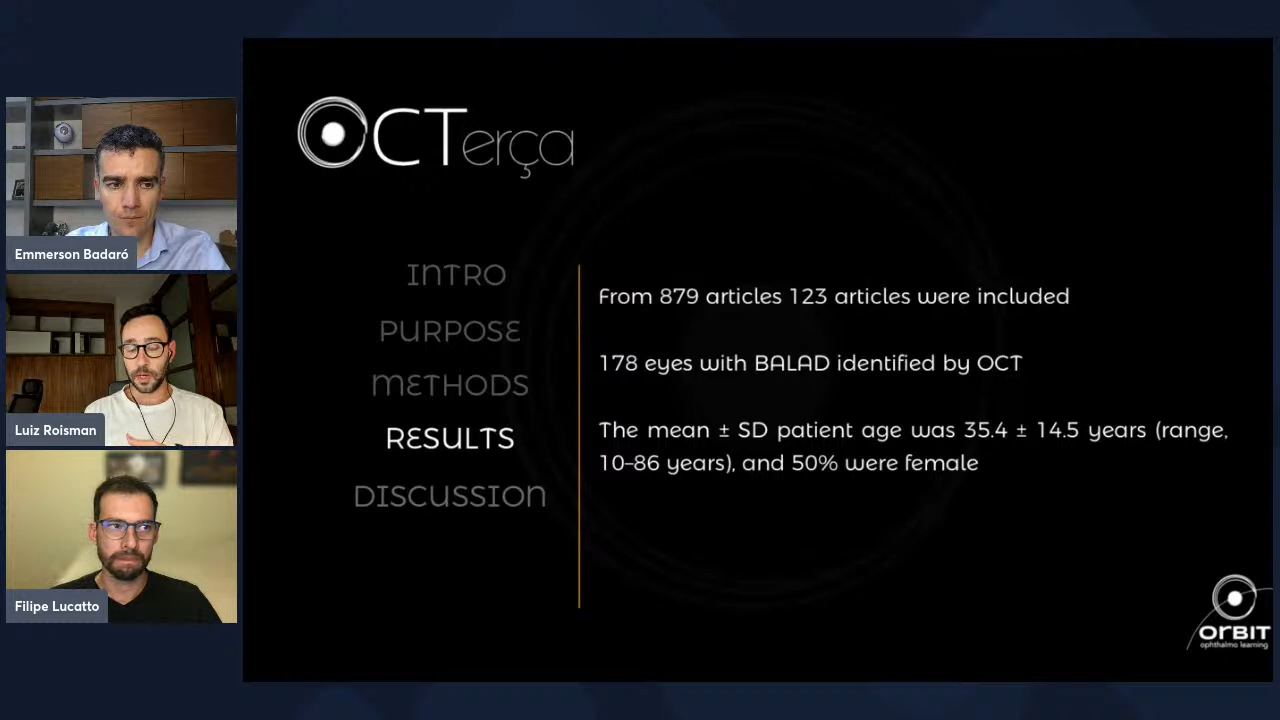 OCTerça
Emmerson Badaró
Luiz Roisman
Filipe Lucatto
INTRO
PURPOSE
METHODS
RESULTS
DISCUSSION
From 879 articles 123 articles were included
178 eyes with BALAD identified by OCT
The mean ± SD patient age was 35.4 ± 14.5 years (range,
10–86 years), and 50% were female
ORBIT
ophthalmo learning